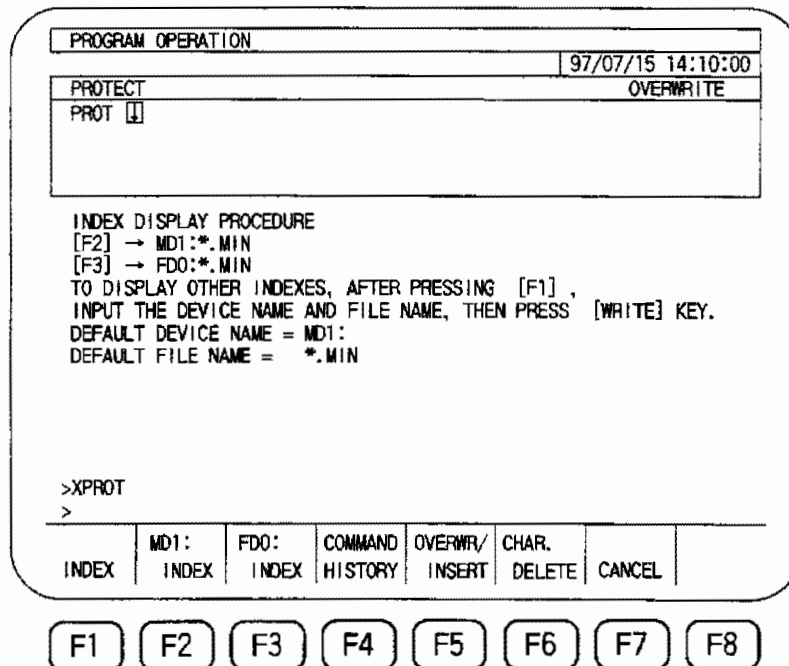 PROGRAM OPERATION
97/07/15 14:10:00
PROTECT OVERWRITE
PROT ↓
INDEX DISPLAY PROCEDURE
[F2] → MD1:*.MIN
[F3] → FD0:*.MIN
TO DISPLAY OTHER INDEXES, AFTER PRESSING [F1] ,
INPUT THE DEVICE NAME AND FILE NAME, THEN PRESS [WRITE] KEY.
DEFAULT DEVICE NAME = MD1:
DEFAULT FILE NAME = *.MIN
>XPROT
>
MD1: FD0: COMMAND OVERWR/ CHAR.
INDEX INDEX INDEX HISTORY INSERT DELETE CANCEL
F1 F2 F3 F4 F5 F6 F7 F8